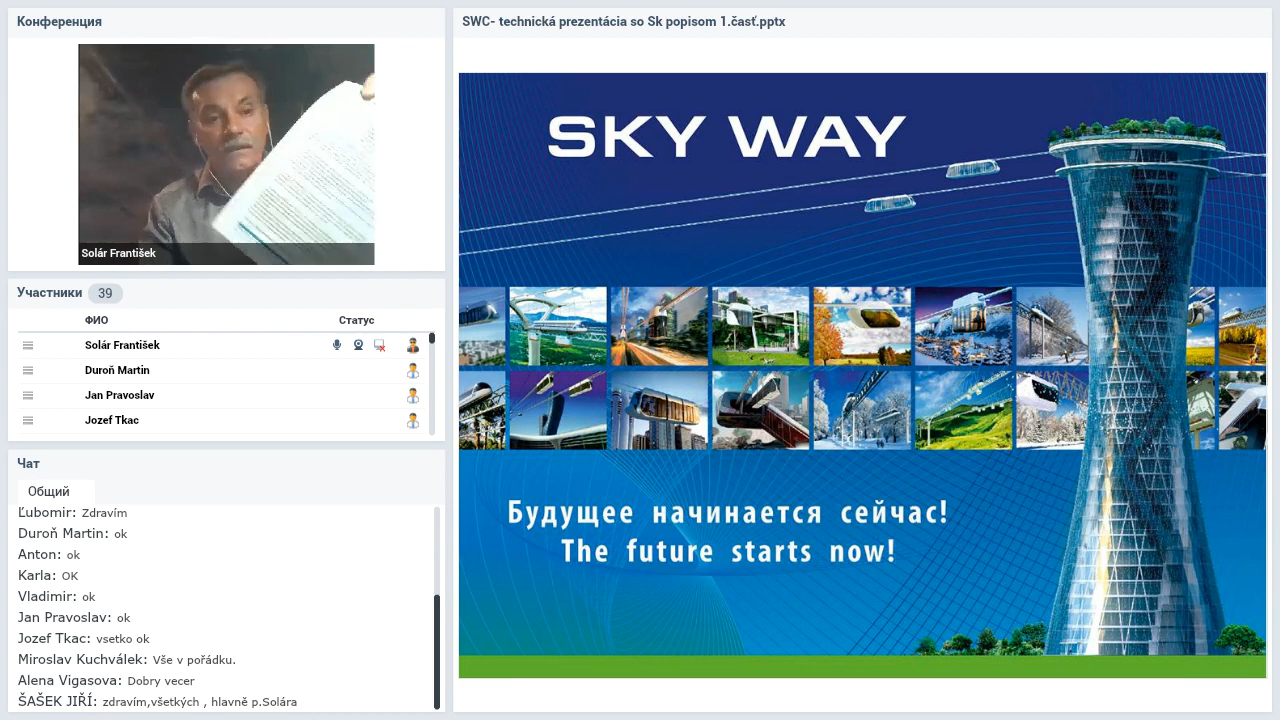 Конференция
Solár František
Участники 39
ФИО Статус
Solár František
Duroň Martin
Jan Pravoslav
Jozef Tkac
Чат
Общий
Ľubomir: Zdravím
Duroň Martin: ok
Anton: ok
Karla: OK
Vladimir: ok
Jan Pravoslav: ok
Jozef Tkac: vsetko ok
Miroslav Kuchválek: Vše v pořádku.
Alena Vigasova: Dobry vecer
ŠAŠEK JIŘÍ: zdravím,všetkých , hlavně p.Solára
SWC- technická prezentácia so Sk popisom 1.časť.pptx
SKY WAY
Будущее начинается сейчас!
The future starts now!